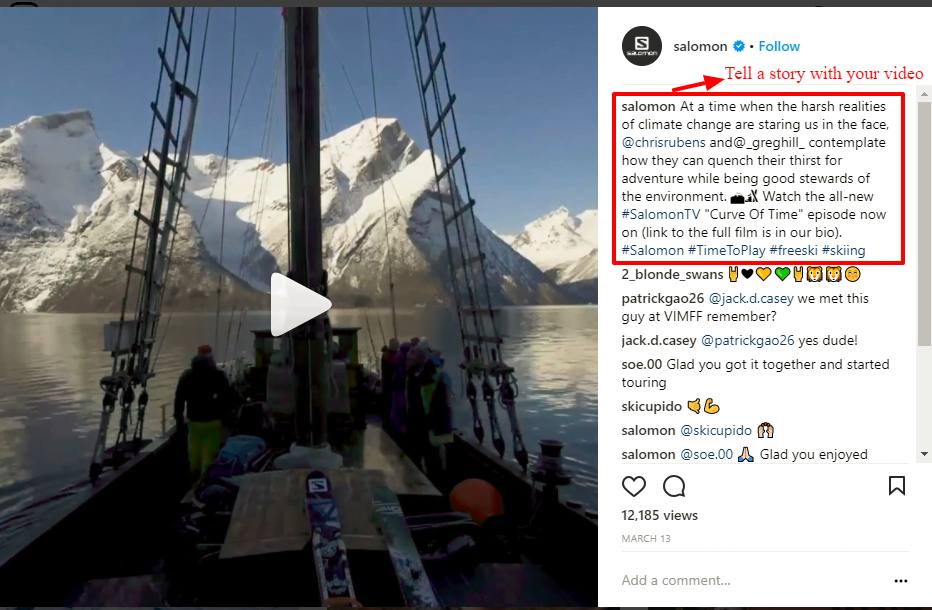 SALOMON
salomon • Follow
Tell a story with your video
salomon At a time when the harsh realities
of climate change are staring us in the face,
@chrisrubens and@_greghill_ contemplate
how they can quench their thirst for
adventure while being good stewards of
the environment. Watch the all-new
#SalomonTV "Curve Of Time" episode now
on (link to the full film is in our bio).
#Salomon #TimeToPlay #freeski #skiing
2_blonde_swans 🤘🖤💛💚🤘🐯🐯😊
patrickgao26 @jack.d.casey we met this
guy at VIMFF remember?
jack.d.casey @patrickgao26 yes dude!
soe.00 Glad you got it together and started
touring
skicupido 🤙💪
salomon @skicupido 🙌
salomon @soe.00 🙏 Glad you enjoyed
12,185 views
MARCH 13
Add a comment...